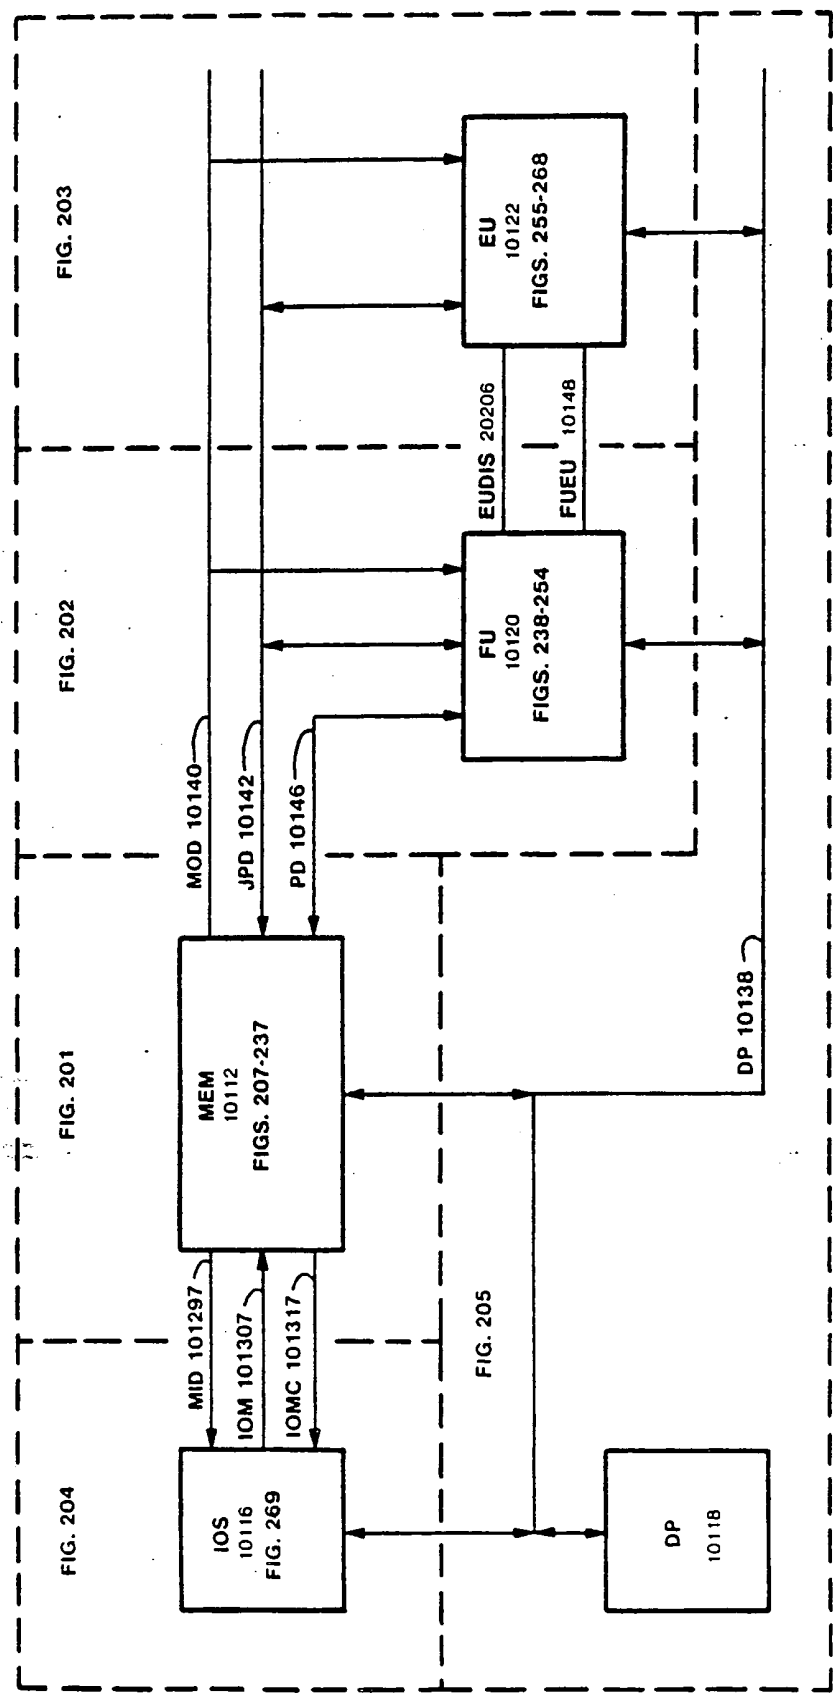 FIG. 204
FIG. 201
FIG. 202
FIG. 203
MID 101297
IOM 101307
IOMC 101317
MOD 10140
JPD 10142
PD 10146
IOS
10116
FIG. 269
MEM
10112
FIGS. 207-237
FU
10120
FIGS. 238-254
EUDIS 20206
FUEU 10148
EU
10122
FIGS. 255-268
FIG. 205
DP
10118
DP 10138